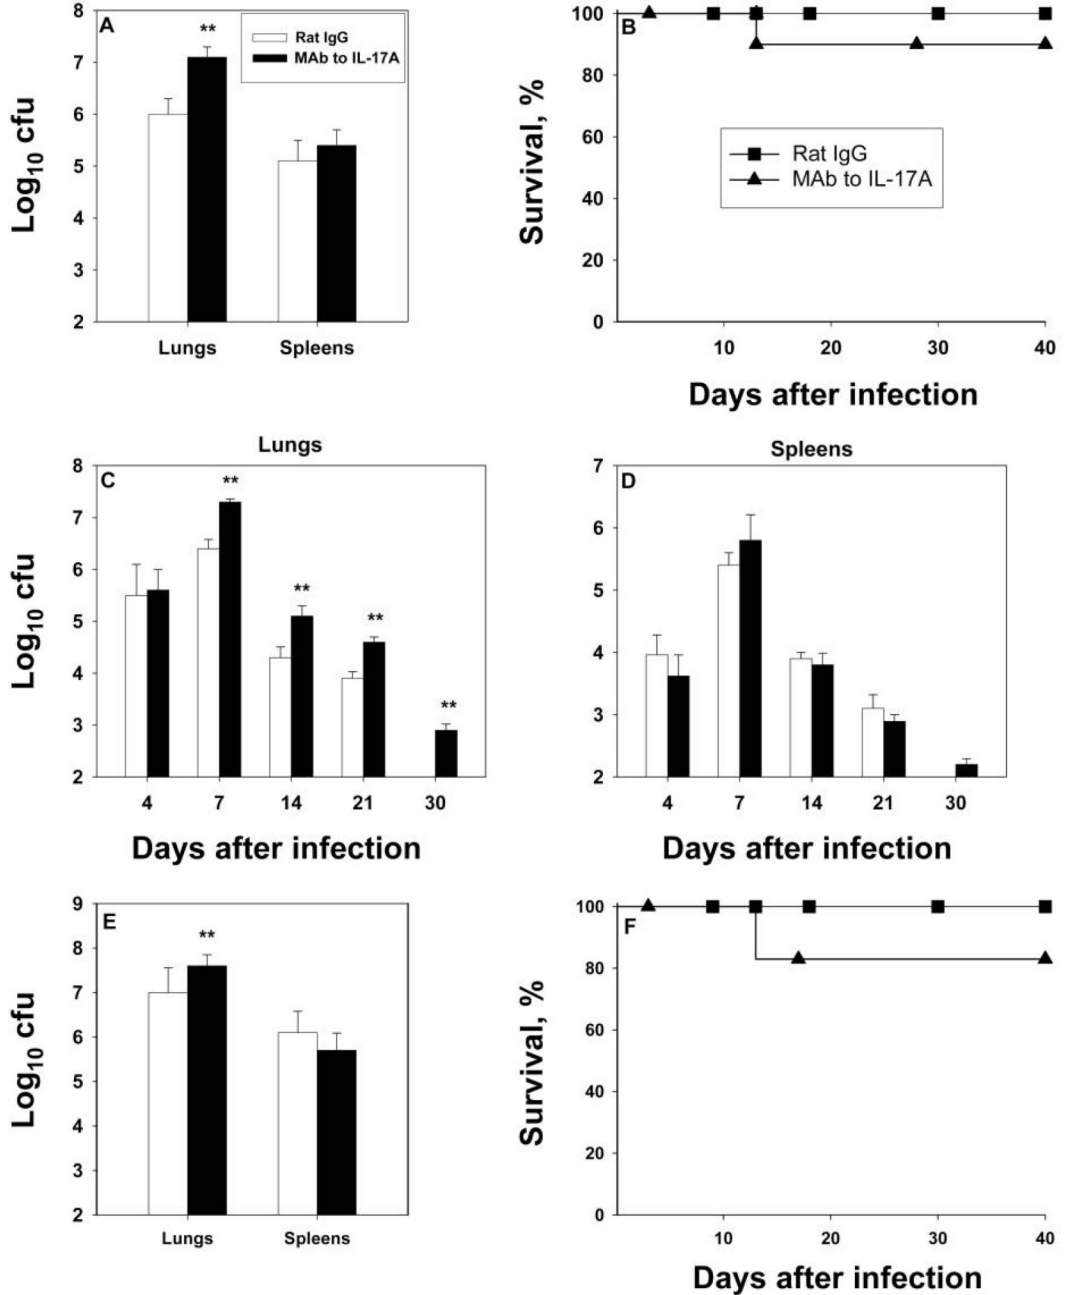 A
8
7
6
5
4
3
2
Log10 cfu
**
Rat IgG
MAb to IL-17A
Lungs Spleens
B
100
80
60
40
20
0
Survival, %
Rat IgG
MAb to IL-17A
10 20 30 40
Days after infection
Lungs
C
8
7
6
5
4
3
2
Log10 cfu
**
**
**
**
4 7 14 21 30
Days after infection
Spleens
D
7
6
5
4
3
2
4 7 14 21 30
Days after infection
E
9
8
7
6
5
4
3
2
Log10 cfu
**
Lungs Spleens
F
100
80
60
40
20
0
Survival, %
10 20 30 40
Days after infection